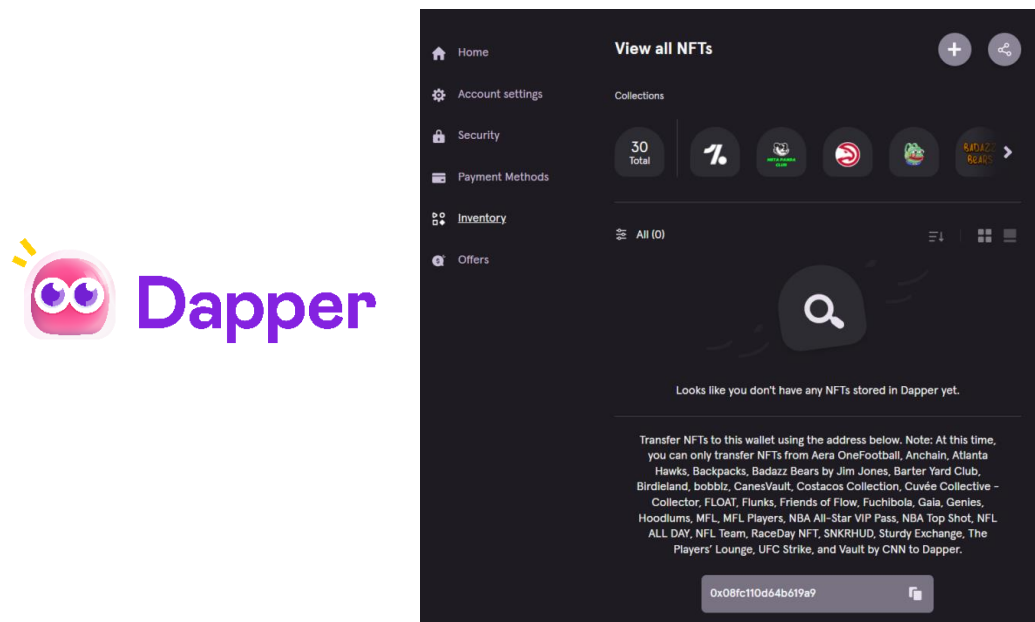 Dapper
Home
Account settings
Security
Payment Methods
Inventory
Offers
View all NFTs
Collections
30
Total
META PANDA
CLUB
BADAZZ
BEARS
All (0)
Looks like you don't have any NFTs stored in Dapper yet.
Transfer NFTs to this wallet using the address below. Note: At this time,
you can only transfer NFTs from Aera OneFootball, Anchain, Atlanta
Hawks, Backpacks, Badazz Bears by Jim Jones, Barter Yard Club,
Birdieland, bobblz, CanesVault, Costacos Collection, Cuvée Collective -
Collector, FLOAT, Flunks, Friends of Flow, Fuchibola, Gaia, Genies,
Hoodlums, MFL, MFL Players, NBA All-Star VIP Pass, NBA Top Shot, NFL
ALL DAY, NFL Team, RaceDay NFT, SNKRHUD, Sturdy Exchange, The
Players' Lounge, UFC Strike, and Vault by CNN to Dapper.
0x08fc110d64b619a9